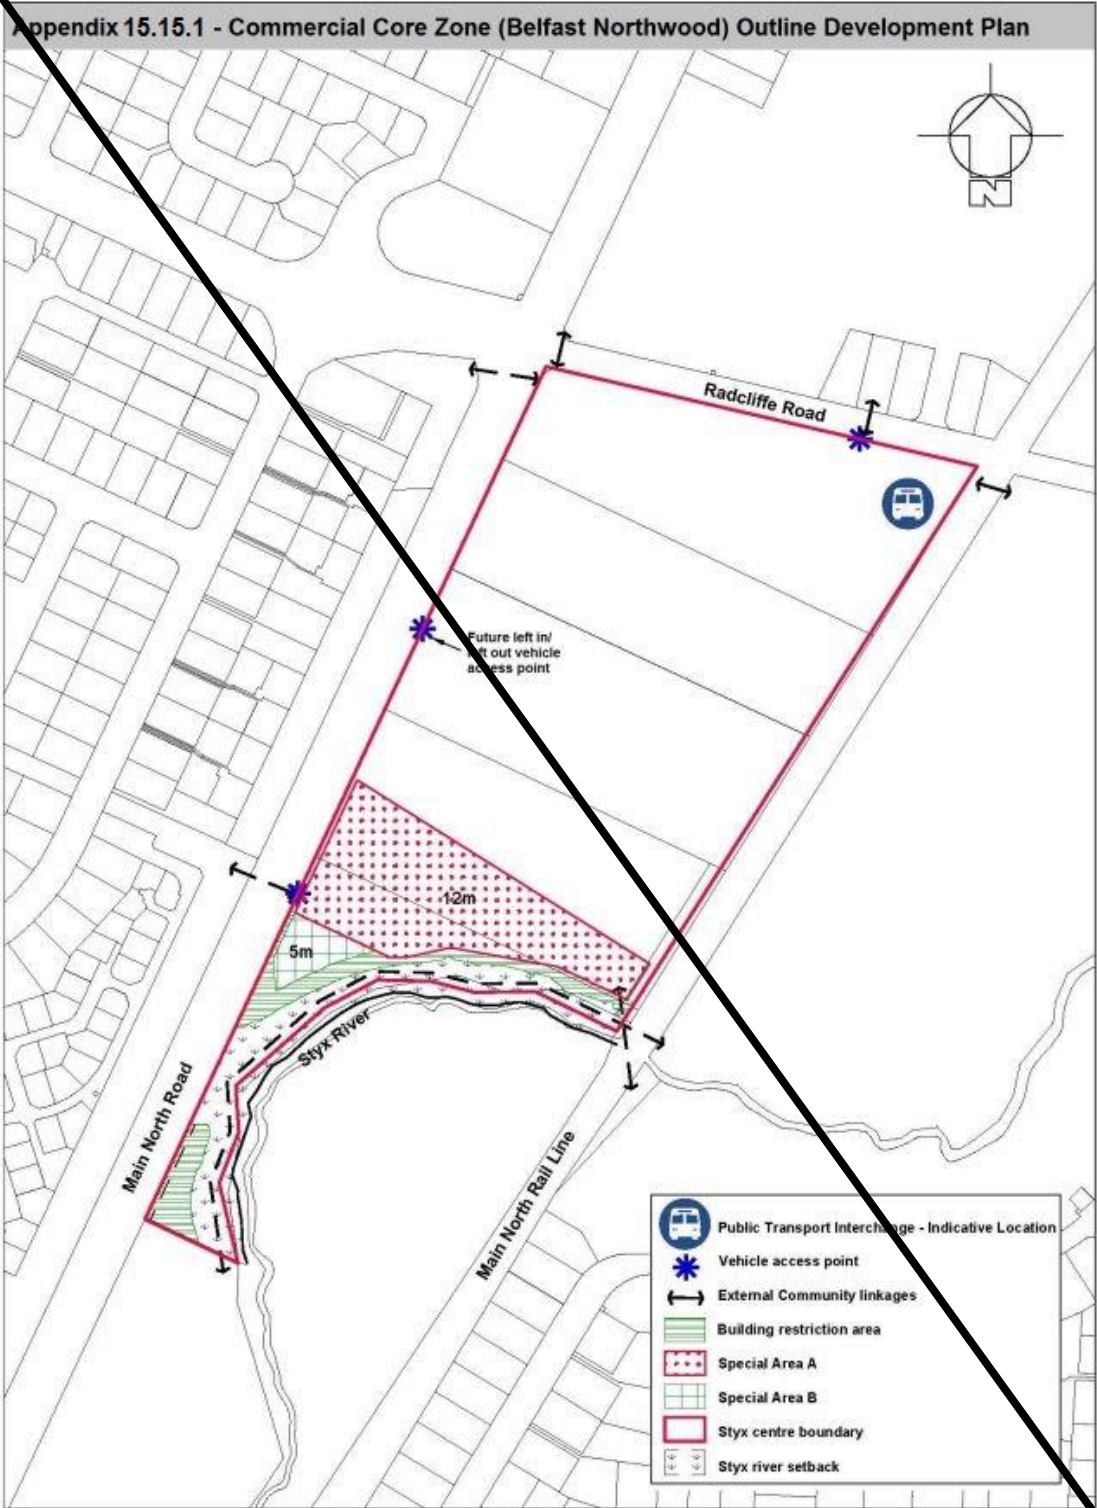 Appendix 15.15.1 - Commercial Core Zone (Belfast Northwood) Outline Development Plan
N
Radcliffe Road
Future left in/
left out vehicle
access point
12m
5m
Styx River
Main North Road
Main North Rail Line
Public Transport Interchange - Indicative Location
Vehicle access point
External Community linkages
Building restriction area
Special Area A
Special Area B
Styx centre boundary
Styx river setback